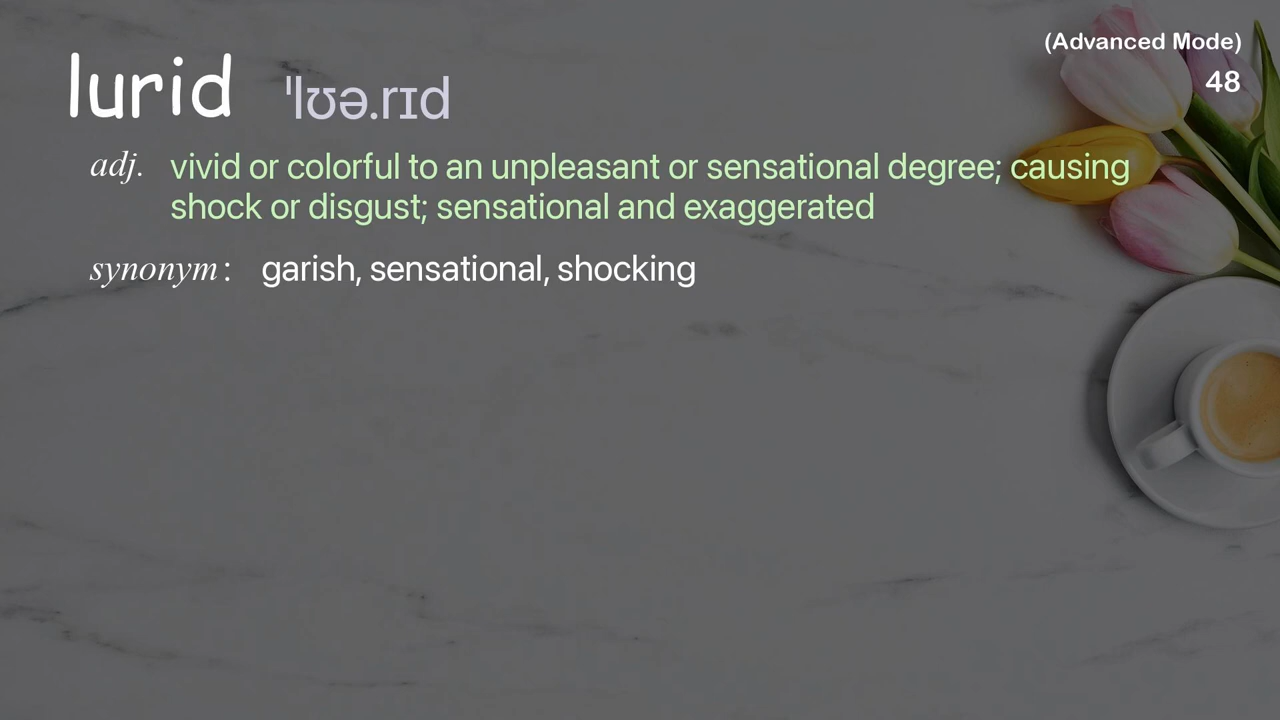 (Advanced Mode)
48
lurid ˈlʊə.rɪd
adj. vivid or colorful to an unpleasant or sensational degree; causing
shock or disgust; sensational and exaggerated
synonym: garish, sensational, shocking